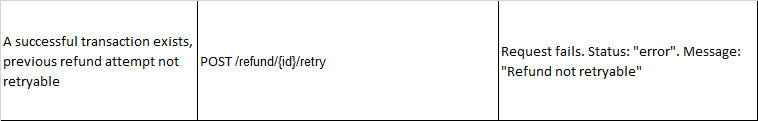 A successful transaction exists,
previous refund attempt not
retryable
POST /refund/{id}/retry
Request fails. Status: "error". Message:
"Refund not retryable"